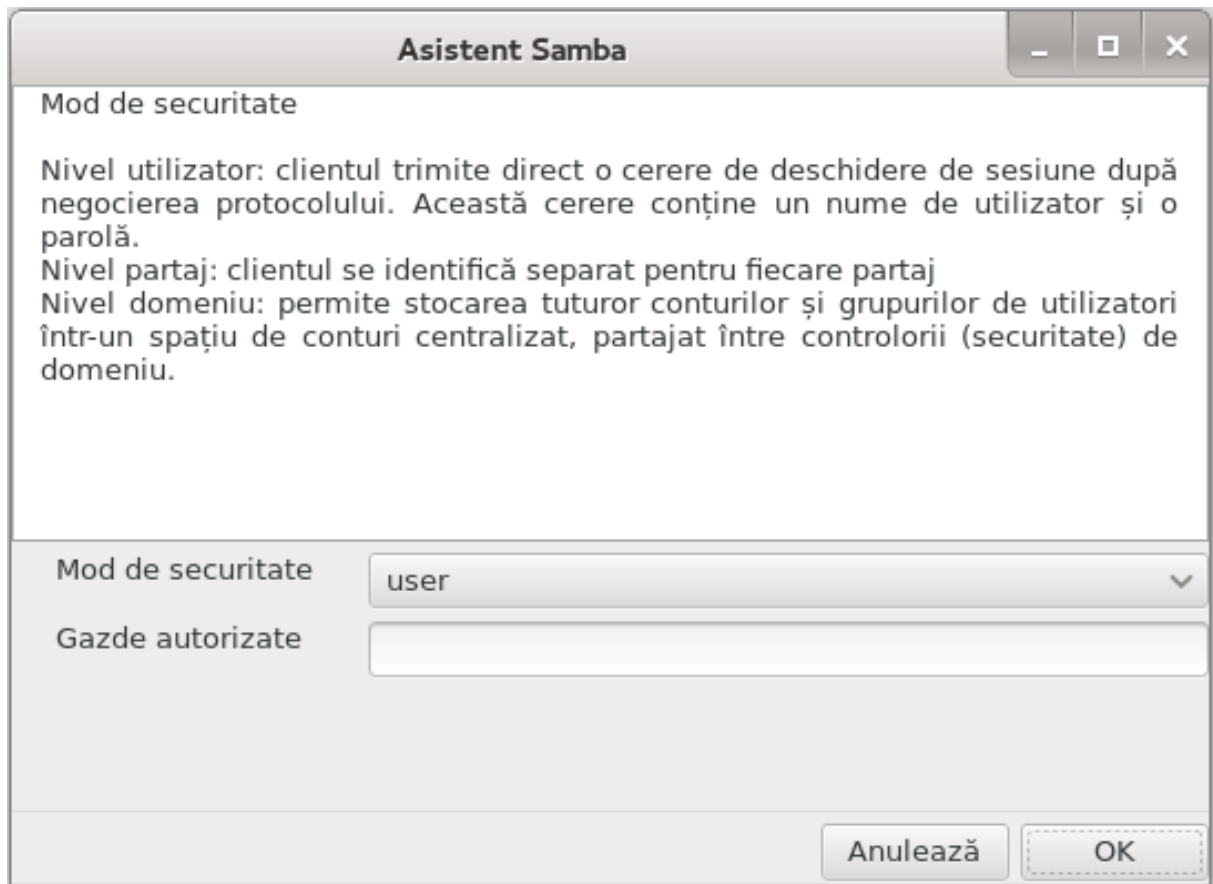 Asistent Samba
Mod de securitate
Nivel utilizator: clientul trimite direct o cerere de deschidere de sesiune după
negocierea protocolului. Această cerere conține un nume de utilizator și o
parolă.
Nivel partaj: clientul se identifică separat pentru fiecare partaj
Nivel domeniu: permite stocarea tuturor conturilor și grupurilor de utilizatori
într-un spațiu de conturi centralizat, partajat între controlorii (securitate) de
domeniu.
Mod de securitate
user
Gazde autorizate
Anulează
OK